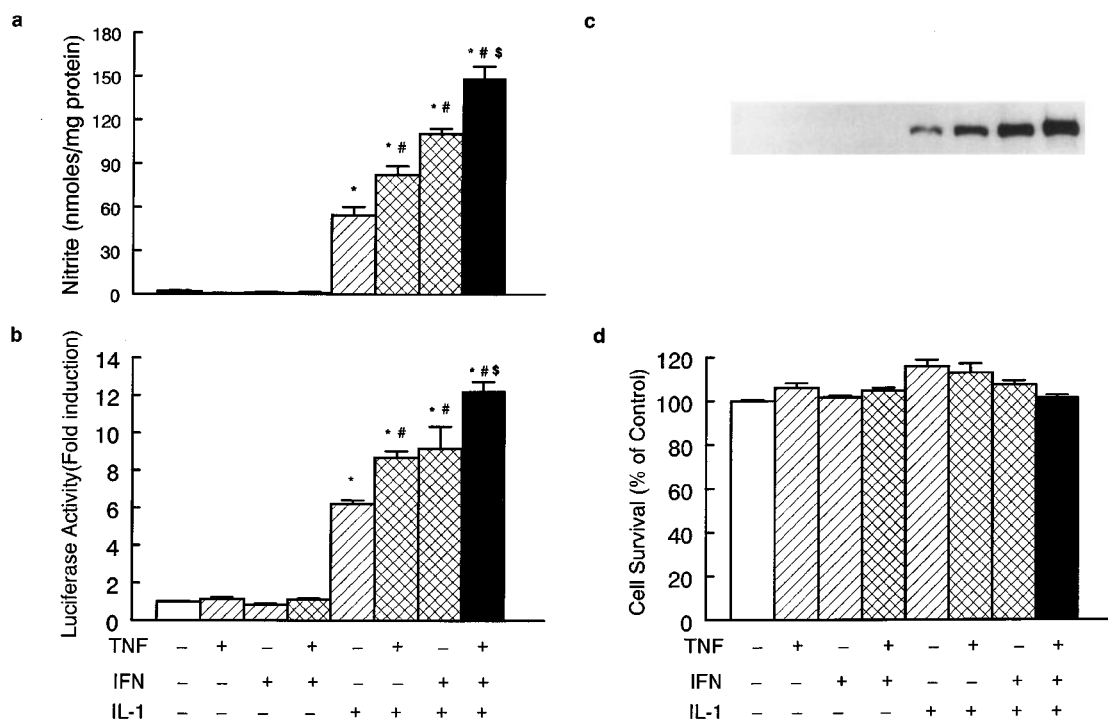 a
Nitrite (nmoles/mg protein)
180
150
120
90
60
30
0
*
* #
* #
* # $
b
Luciferase Activity(Fold induction)
14
12
10
8
6
4
2
0
*
* #
* #
* # $
TNF – + – + – + – +
IFN – – + + – – + +
IL-1 – – – – + + + +
c
d
Cell Survival (% of Control)
120
100
80
60
40
20
0
TNF – + – + – + – +
IFN – – + + – – + +
IL-1 – – – – + + + +